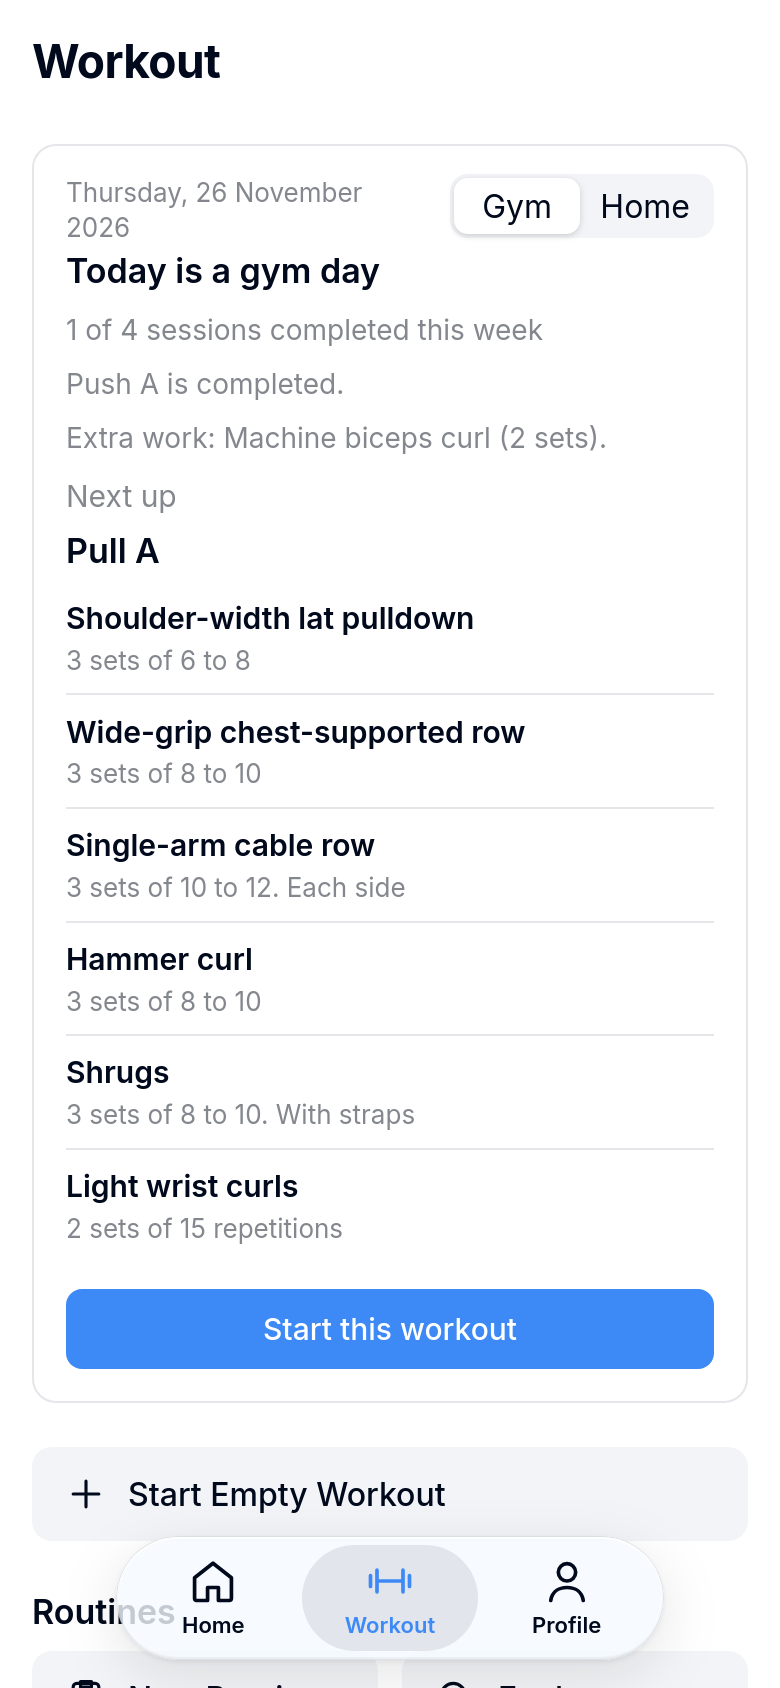 Workout
Thursday, 26 November
2026
Gym
Home
Today is a gym day
1 of 4 sessions completed this week
Push A is completed.
Extra work: Machine biceps curl (2 sets).
Next up
Pull A
Shoulder-width lat pulldown
3 sets of 6 to 8
Wide-grip chest-supported row
3 sets of 8 to 10
Single-arm cable row
3 sets of 10 to 12. Each side
Hammer curl
3 sets of 8 to 10
Shrugs
3 sets of 8 to 10. With straps
Light wrist curls
2 sets of 15 repetitions
Start this workout
Start Empty Workout
Routines
Home
Workout
Profile